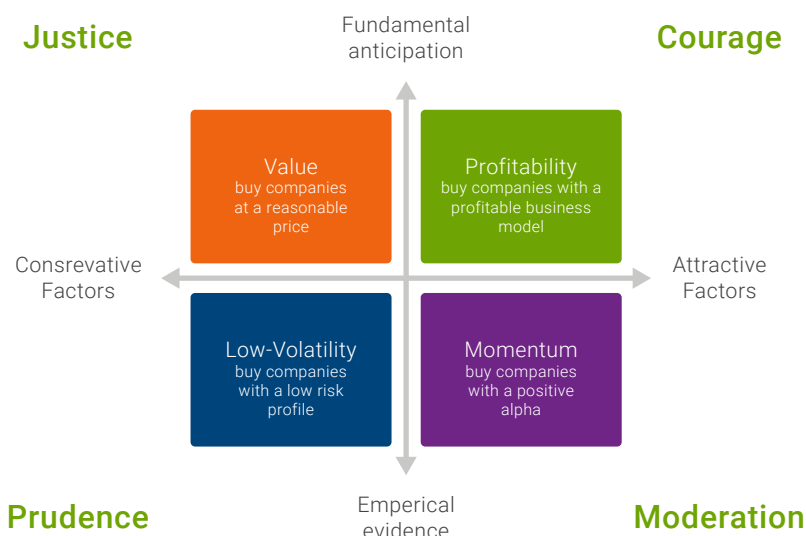 Justice
Fundamental
anticipation
Courage
Value
buy companies
at a reasonable
price
Profitability
buy companies with a
profitable business
model
Consrevative
Factors
Attractive
Factors
Low-Volatility
buy companies
with a low risk
profile
Momentum
buy companies
with a positive
alpha
Prudence
Emperical
evidence
Moderation